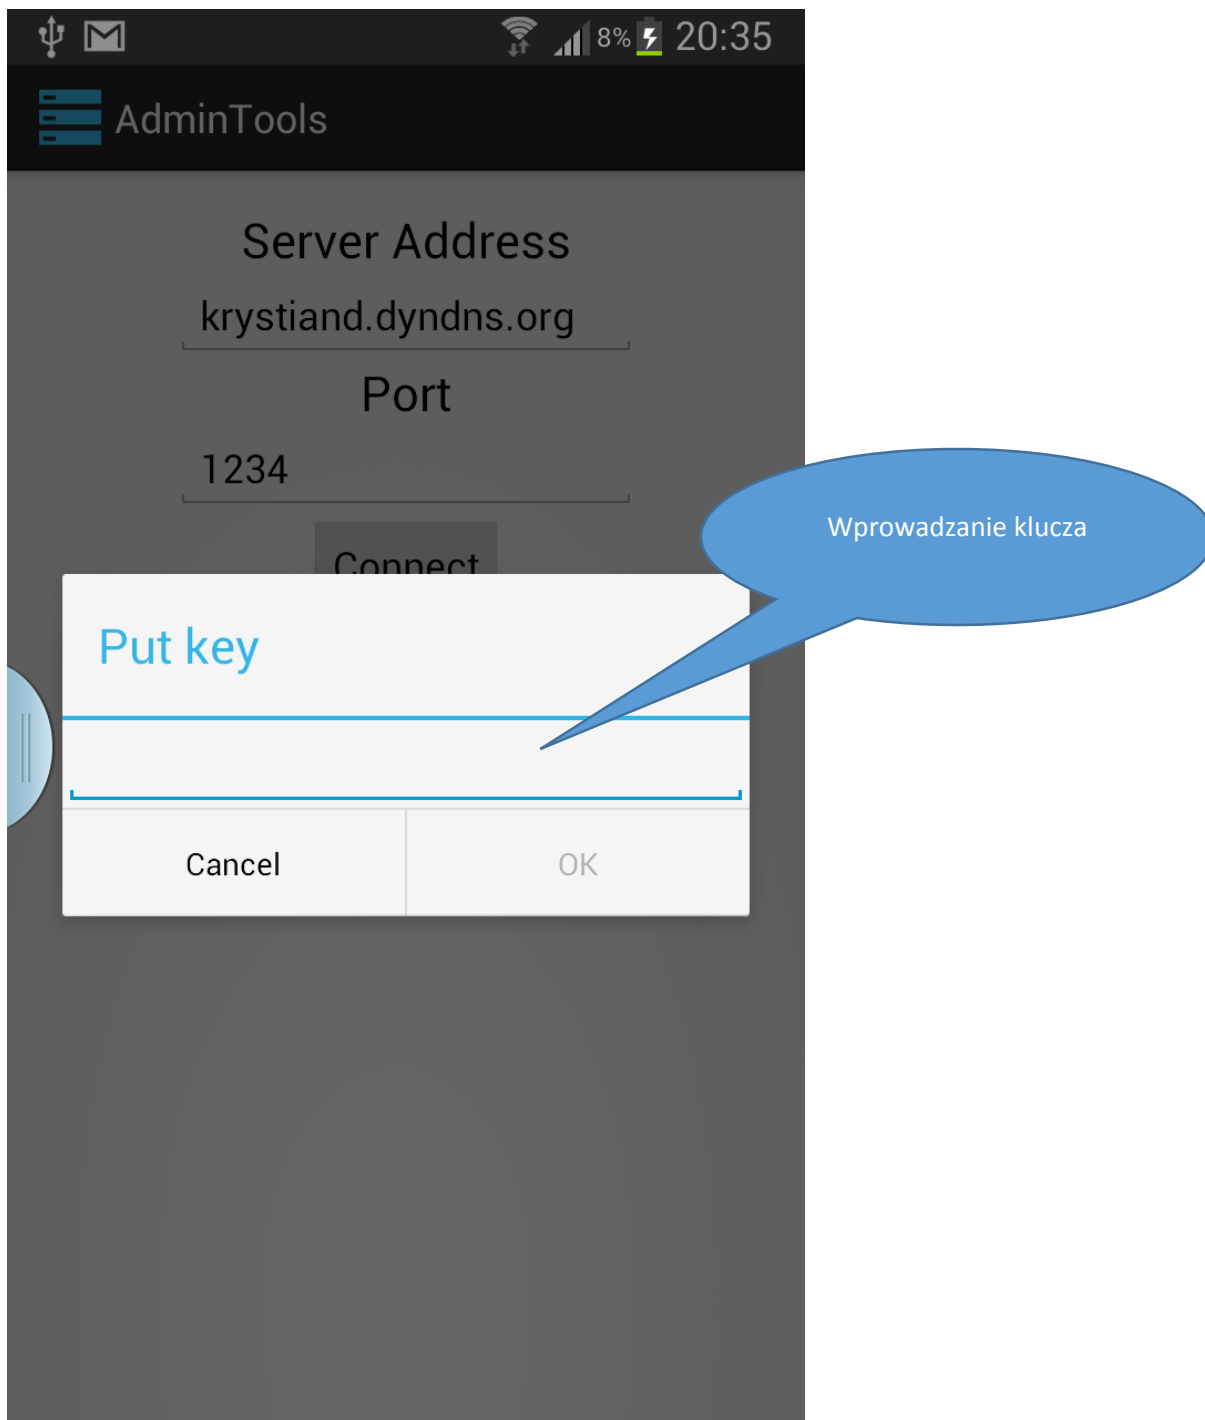 8% 20:35
AdminTools
Server Address
krystiand.dyndns.org
Port
1234
Connect
Wprowadzanie klucza
Put key
Cancel OK